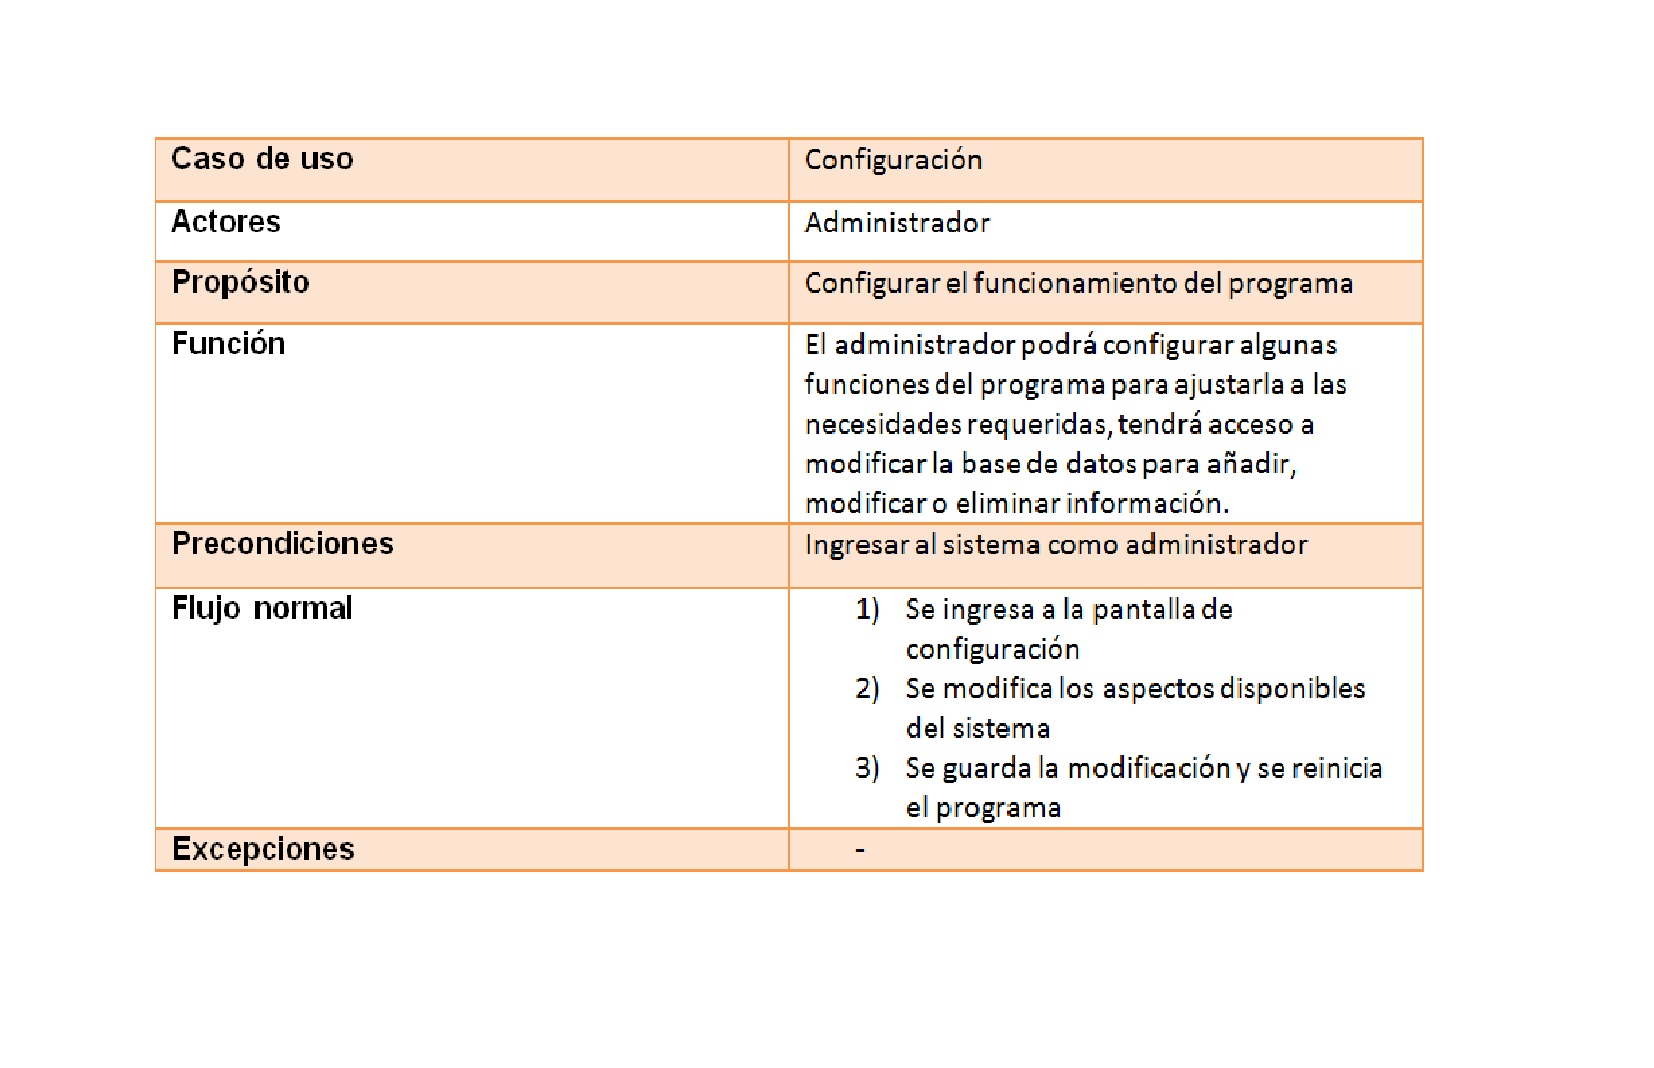 Caso de uso
Configuración
Actores
Administrador
Propósito
Configurar el funcionamiento del programa
Función
El administrador podrá configurar algunas
funciones del programa para ajustarla a las
necesidades requeridas, tendrá acceso a
modificar la base de datos para añadir,
modificar o eliminar información.
Precondiciones
Ingresar al sistema como administrador
Flujo normal
1) Se ingresa a la pantalla de
configuración
2) Se modifica los aspectos disponibles
del sistema
3) Se guarda la modificación y se reinicia
el programa
Excepciones
-